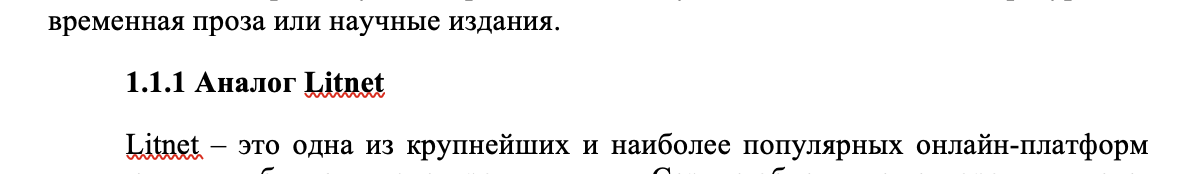 временная проза или научные издания.
1.1.1 Аналог Litnet
Litnet – это одна из крупнейших и наиболее популярных онлайн-платформ